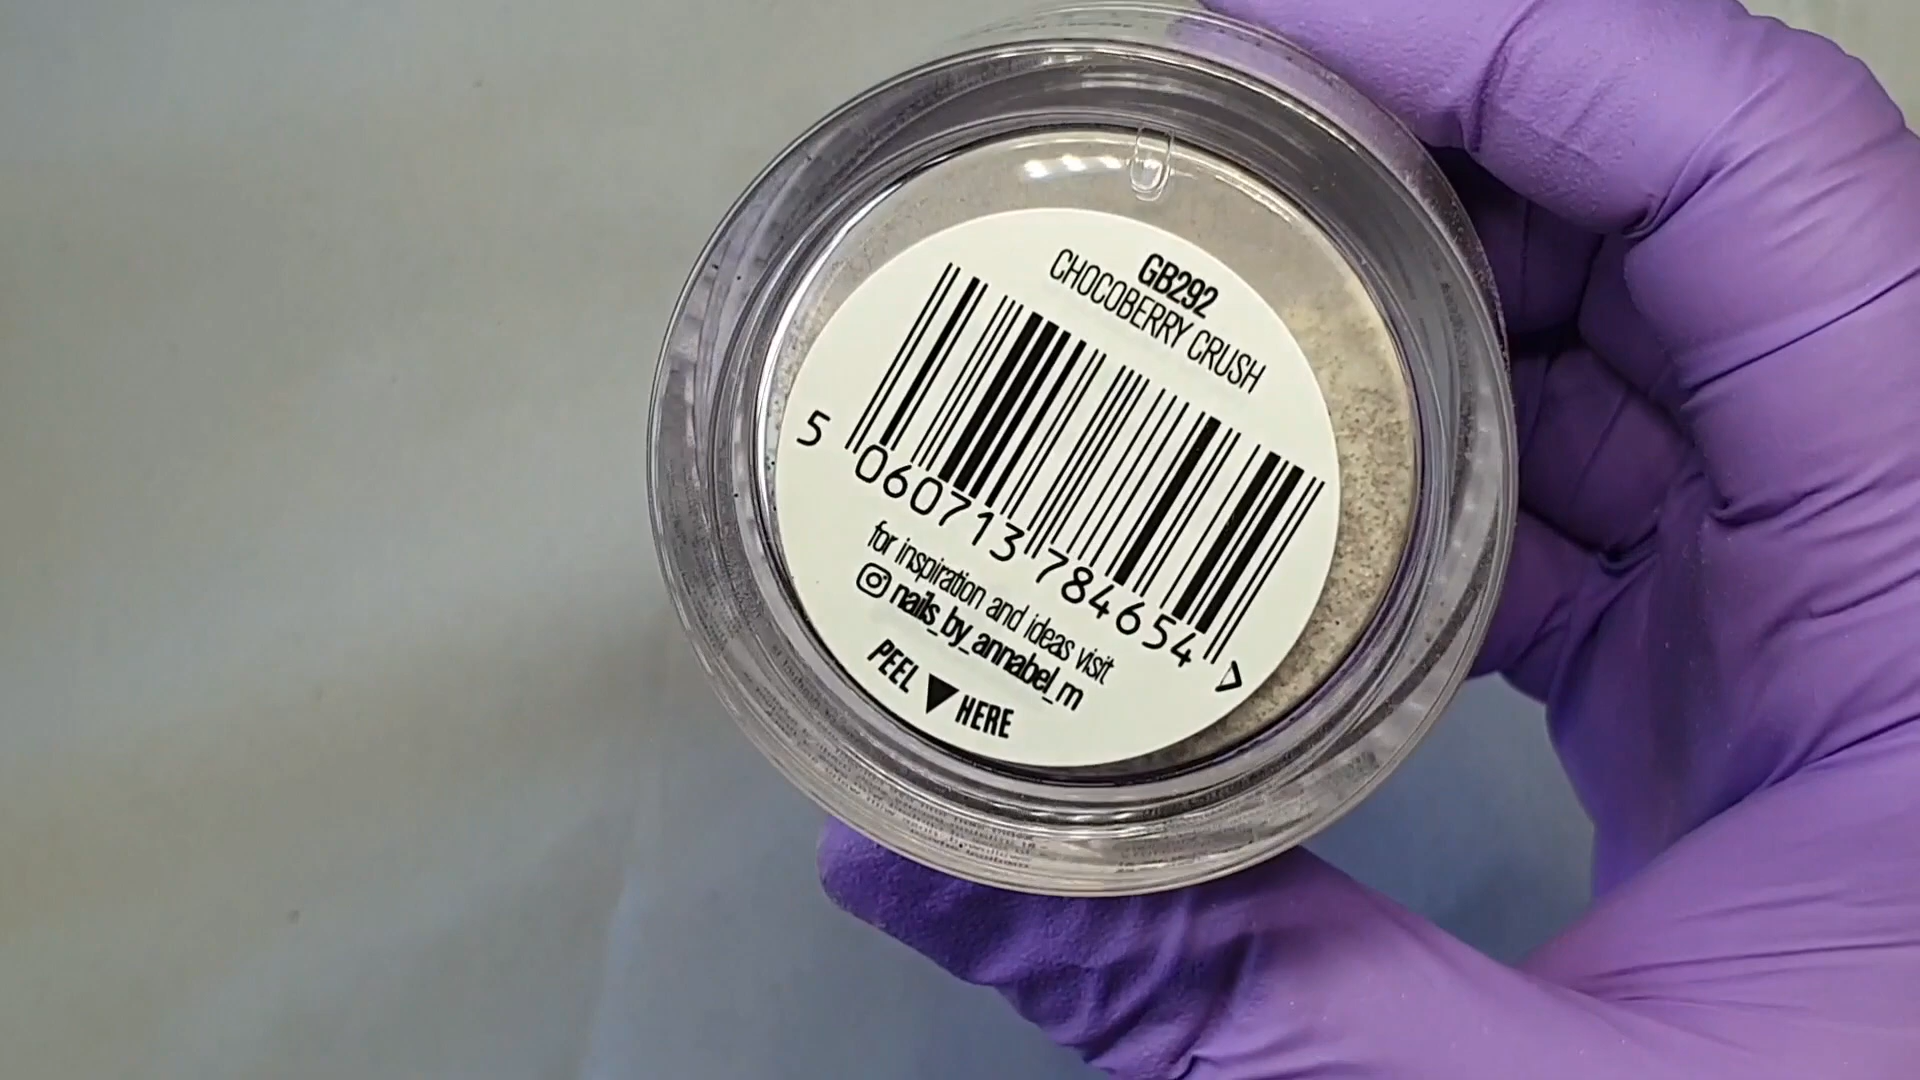 GB292
CHOCOBERRY CRUSH
5 060713 784654 >
for inspiration and ideas visit
nails_by_annabel_m
PEEL ▼ HERE